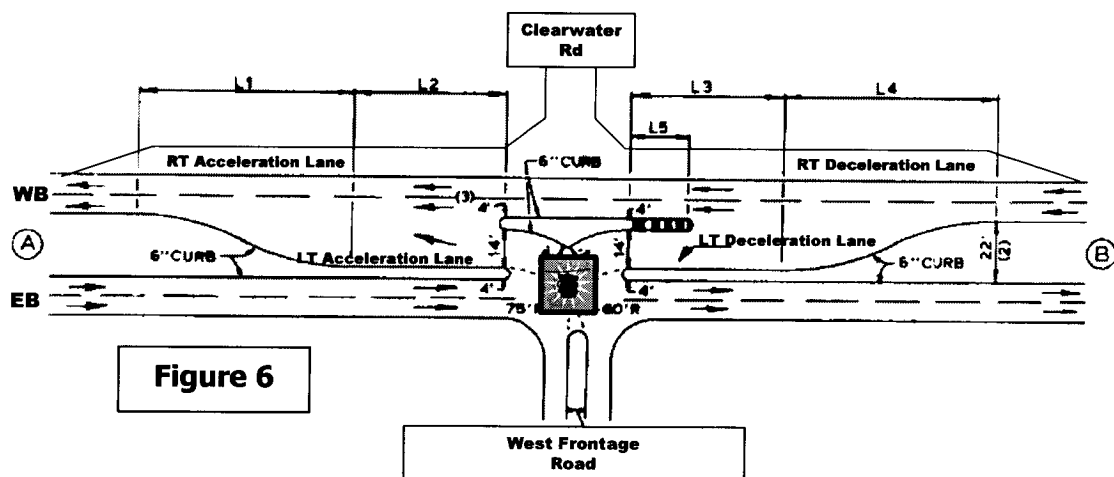 Clearwater
Rd
L1
L2
L3
L4
L5
6"CURB
RT Acceleration Lane
RT Deceleration Lane
WB
(3)
4'
4'
A
14'
14'
LT Acceleration Lane
LT Deceleration Lane
22'
(2)
B
6"CURB
6"CURB
EB
4'
4'
75'R
60'R
Figure 6
West Frontage
Road